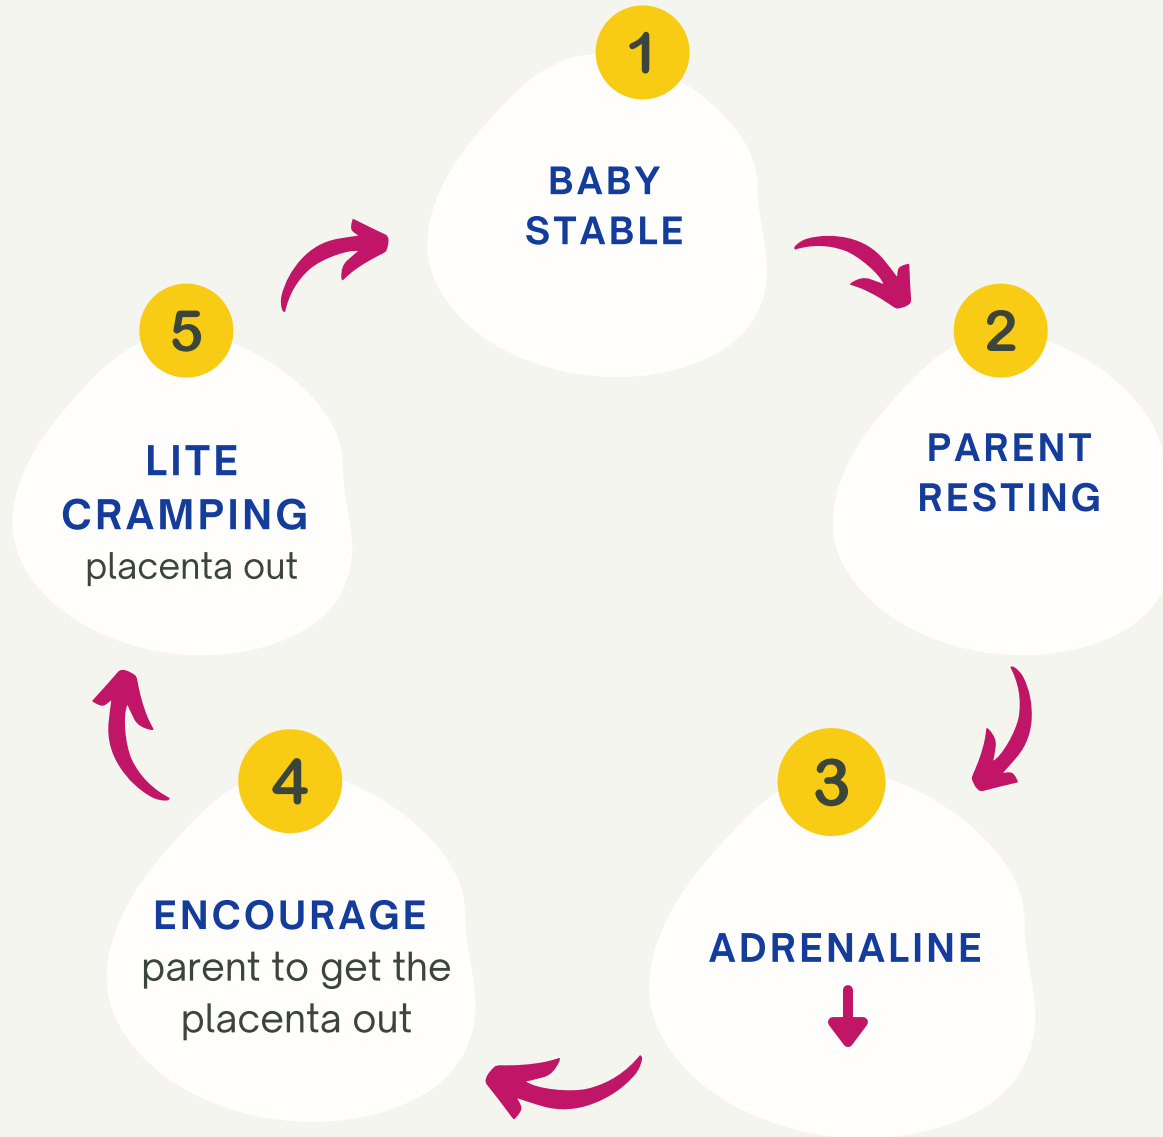 1
BABY
STABLE
2
PARENT
RESTING
3
ADRENALINE
4
ENCOURAGE
parent to get the
placenta out
5
LITE
CRAMPING
placenta out